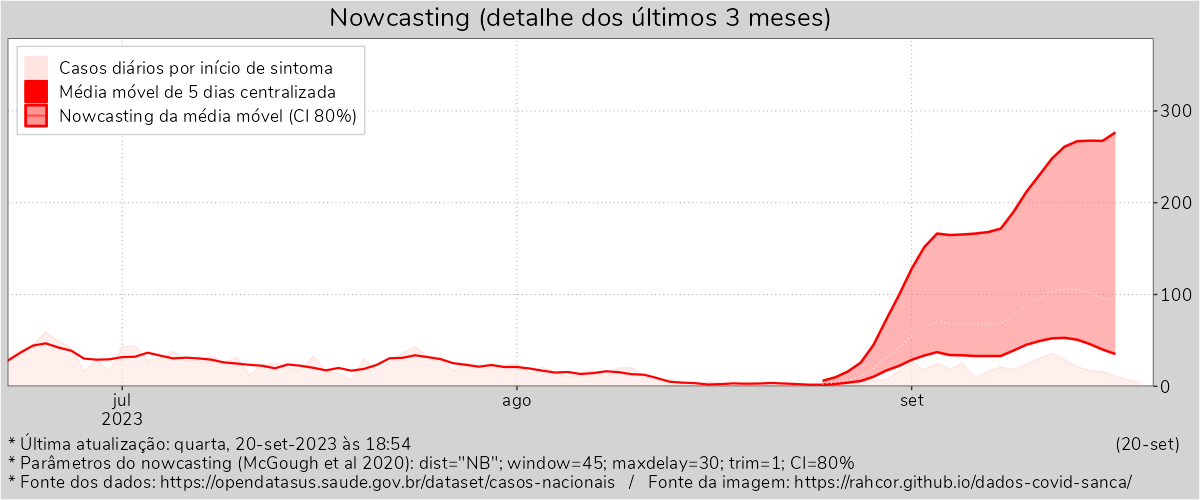 Nowcasting (detalhe dos últimos 3 meses)
Casos diários por início de sintoma
Média móvel de 5 dias centralizada
Nowcasting da média móvel (CI 80%)
300
200
100
0
jul
2023
ago
set
* Última atualização: quarta, 20-set-2023 às 18:54
(20-set)
* Parâmetros do nowcasting (McGough et al 2020): dist="NB"; window=45; maxdelay=30; trim=1; CI=80%
* Fonte dos dados: https://opendatasus.saude.gov.br/dataset/casos-nacionais / Fonte da imagem: https://rahcor.github.io/dados-covid-sanca/